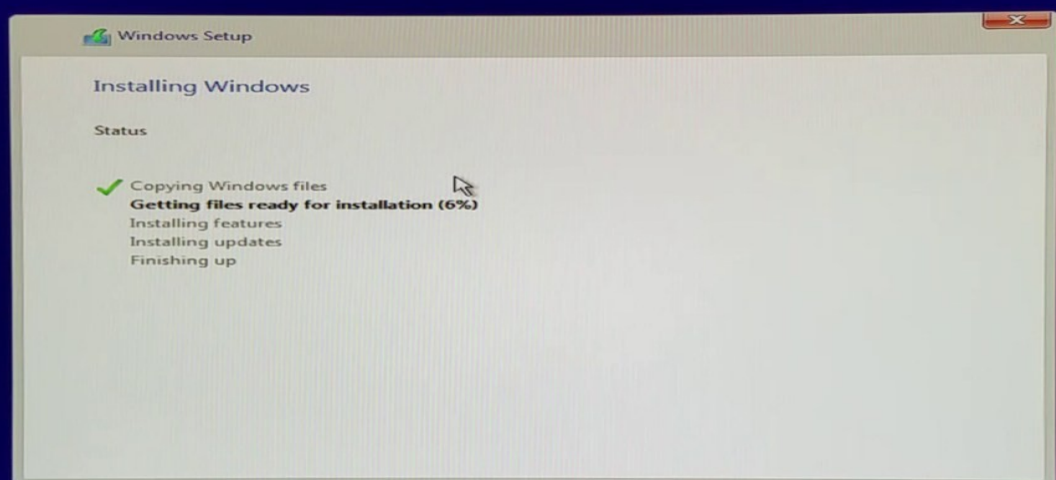 Windows Setup
Installing Windows
Status
Copying Windows files
Getting files ready for installation (6%)
Installing features
Installing updates
Finishing up